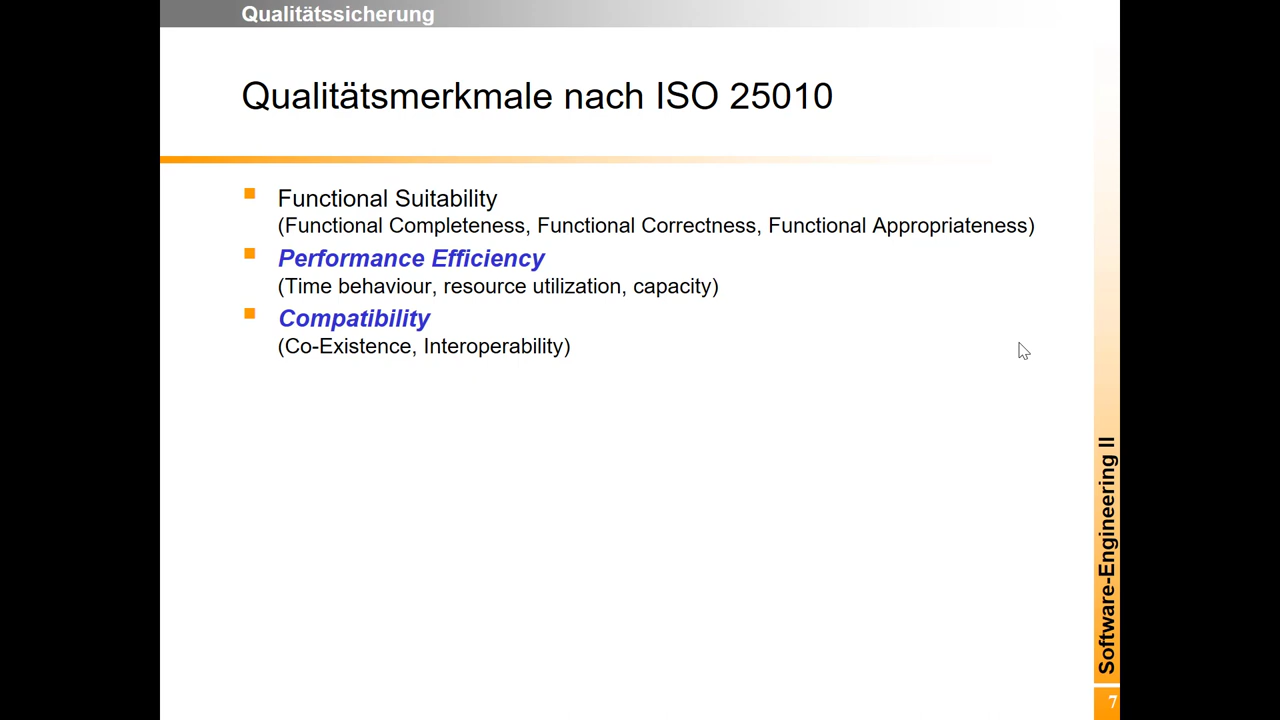 Qualitätssicherung
Qualitätsmerkmale nach ISO 25010
Functional Suitability
(Functional Completeness, Functional Correctness, Functional Appropriateness)
Performance Efficiency
(Time behaviour, resource utilization, capacity)
Compatibility
(Co-Existence, Interoperability)
Software-Engineering II
7